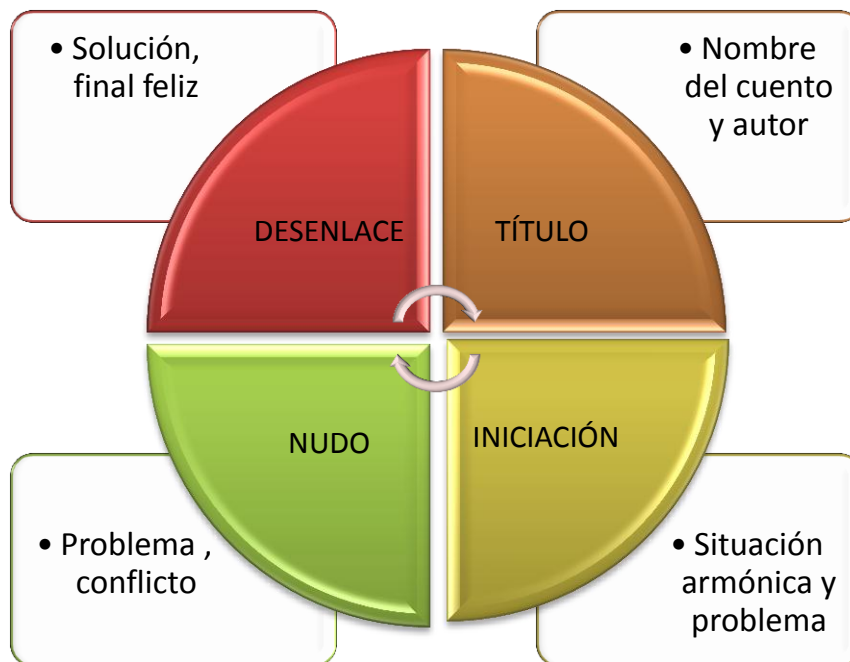 • Solución,
final feliz
• Nombre
del cuento
y autor
DESENLACE
TÍTULO
NUDO
INICIACIÓN
• Problema ,
conflicto
• Situación
armónica y
problema